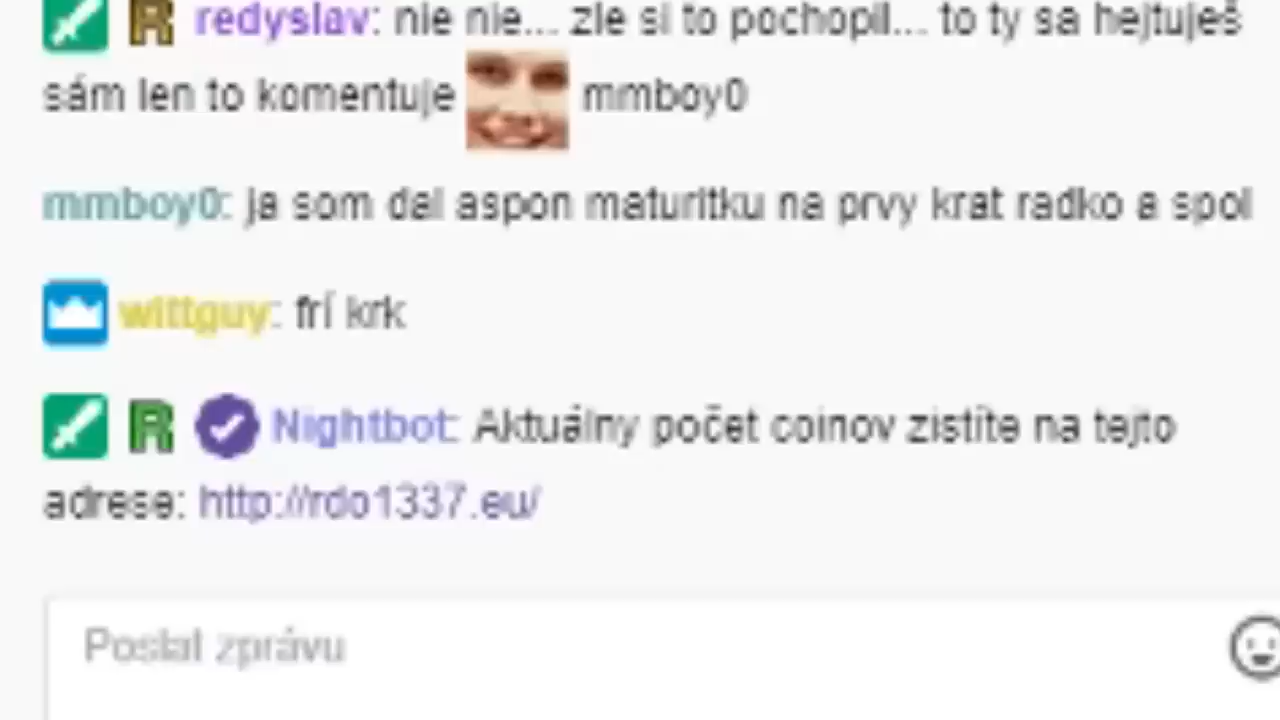 redyslav: nie nie... zle si to pochopil... to ty sa hejtuješ
sám len to komentuje mmboy0
mmboy0: ja som dal aspon maturitku na prvy krat radko a spol
wittguy: frí krk
Nightbot: Aktuálny počet coinov zistíte na tejto
adrese: http://rdo1337.eu/
Poslat zprávu